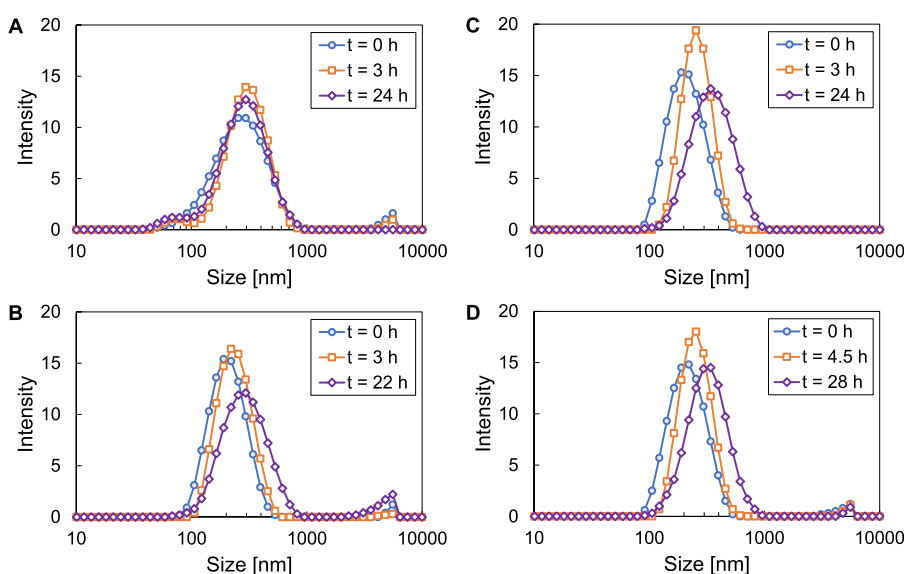 A
20
15
10
5
0
Intensity
10
100
1000
10000
Size [nm]
t = 0 h
t = 3 h
t = 24 h
C
20
15
10
5
0
Intensity
10
100
1000
10000
Size [nm]
t = 0 h
t = 3 h
t = 24 h
B
20
15
10
5
0
Intensity
10
100
1000
10000
Size [nm]
t = 0 h
t = 3 h
t = 22 h
D
20
15
10
5
0
Intensity
10
100
1000
10000
Size [nm]
t = 0 h
t = 4.5 h
t = 28 h